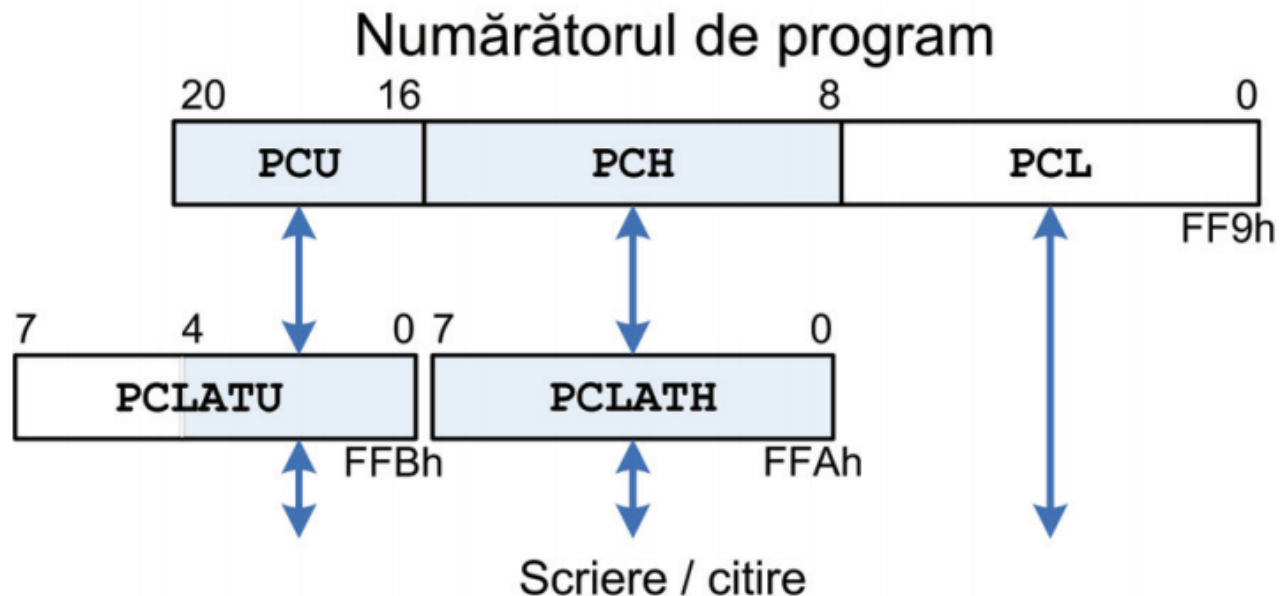 Numărătorul de program
20 16 8 0
PCU PCH PCL
FF9h
7 4 0 7 0
PCLATU PCLATH
FFBh FFAh
Scriere / citire